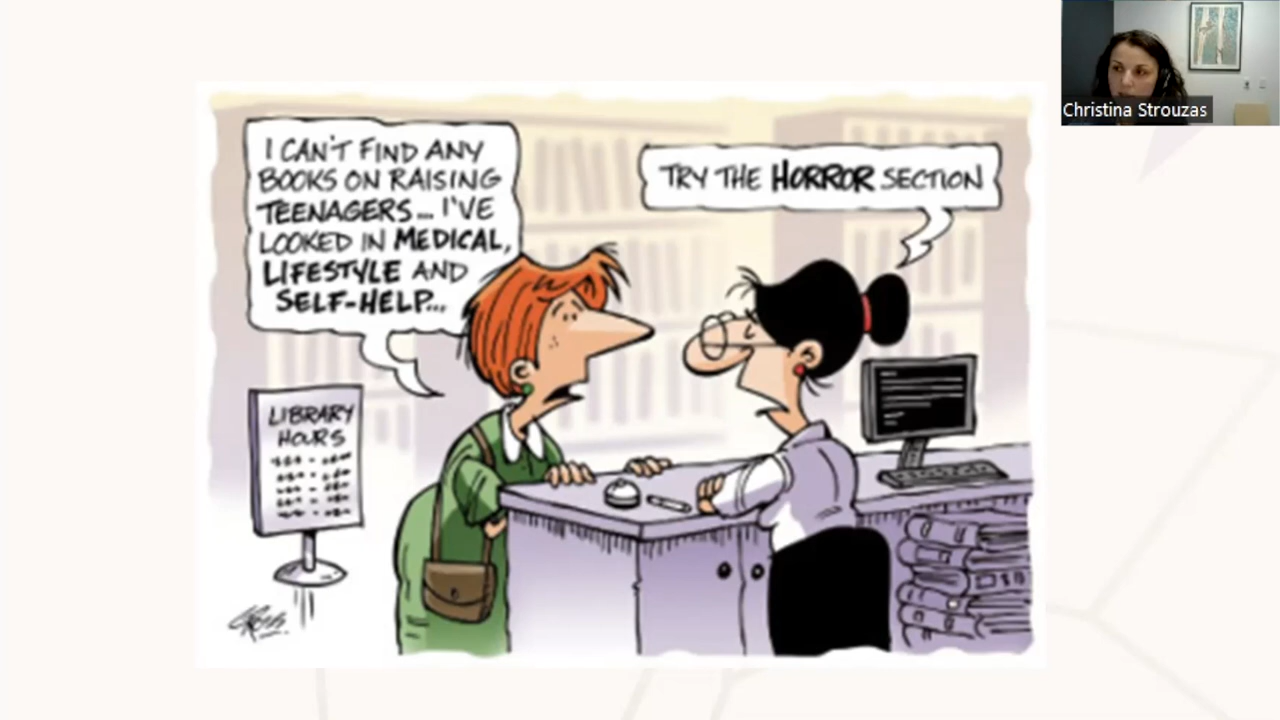 I CAN'T FIND ANY
BOOKS ON RAISING
TEENAGERS... I'VE
LOOKED IN MEDICAL,
LIFESTYLE AND
SELF-HELP...
TRY THE HORROR SECTION
LIBRARY
HOURS
Christina Strouzas